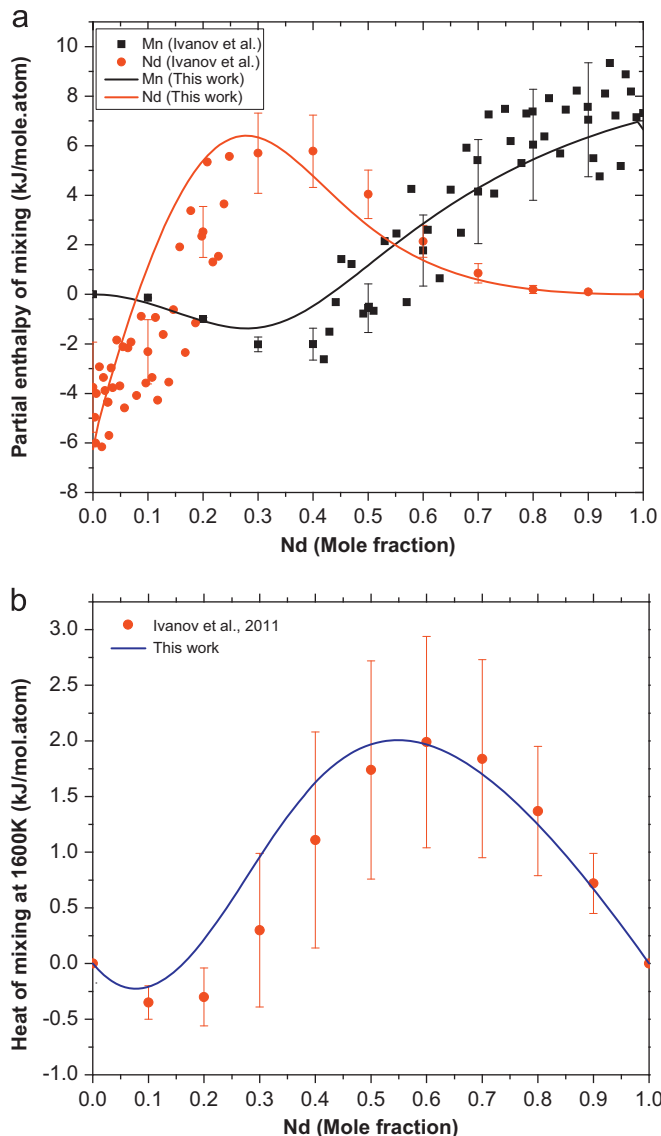 a
Partial enthalpy of mixing (kJ/mole.atom)
10
8
6
4
2
0
-2
-4
-6
-8
Mn (Ivanov et al.)
Nd (Ivanov et al.)
Mn (This work)
Nd (This work)
0.0 0.1 0.2 0.3 0.4 0.5 0.6 0.7 0.8 0.9 1.0
Nd (Mole fraction)
b
Heat of mixing at 1600K (kJ/mol.atom)
3.0
2.5
2.0
1.5
1.0
0.5
0.0
-0.5
-1.0
Ivanov et al., 2011
This work
0.0 0.1 0.2 0.3 0.4 0.5 0.6 0.7 0.8 0.9 1.0
Nd (Mole fraction)